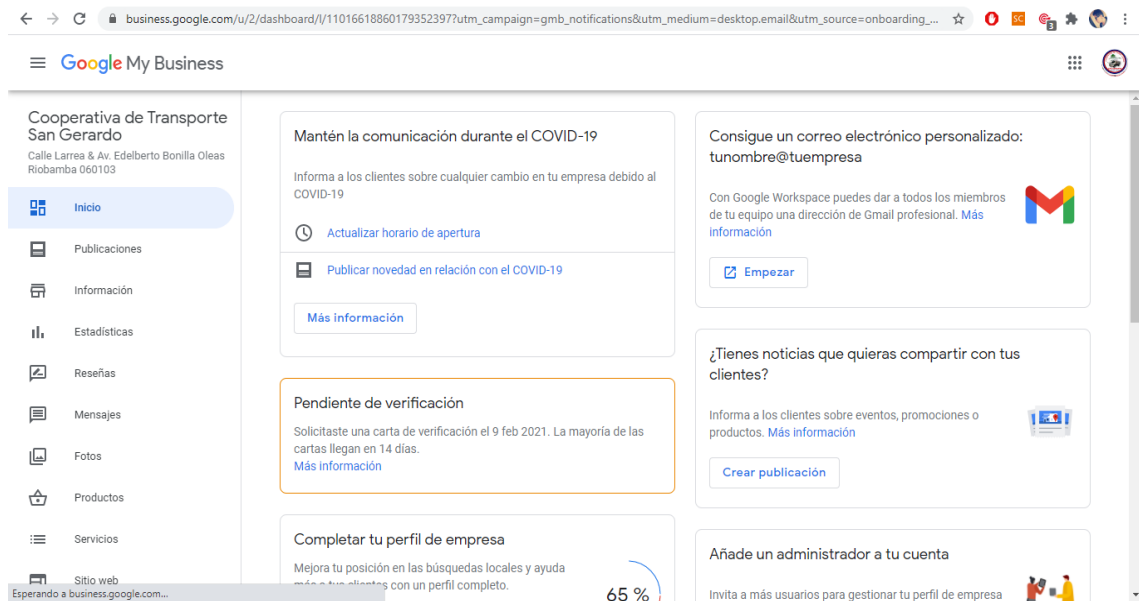 business.google.com/u/2/dashboard/l/11016618860179352397?utm_campaign=gmb_notifications&utm_medium=desktop.email&utm_source=onboarding_...
SC
3
Google My Business
Cooperativa de Transporte
San Gerardo
Calle Larrea & Av. Edelberto Bonilla Oleas
Riobamba 060103
Inicio
Publicaciones
Información
Estadísticas
Reseñas
Mensajes
Fotos
Productos
Servicios
Sitio web
Esperando a business.google.com...
Mantén la comunicación durante el COVID-19
Informa a los clientes sobre cualquier cambio en tu empresa debido al
COVID-19
Actualizar horario de apertura
Publicar novedad en relación con el COVID-19
Más información
Pendiente de verificación
Solicitaste una carta de verificación el 9 feb 2021. La mayoría de las
cartas llegan en 14 días.
Más información
Completar tu perfil de empresa
Mejora tu posición en las búsquedas locales y ayuda
más a tus clientes con un perfil completo.
65 %
Consigue un correo electrónico personalizado:
tunombre@tuempresa
Con Google Workspace puedes dar a todos los miembros
de tu equipo una dirección de Gmail profesional. Más
información
Empezar
¿Tienes noticias que quieras compartir con tus
clientes?
Informa a los clientes sobre eventos, promociones o
productos. Más información
Crear publicación
Añade un administrador a tu cuenta
Invita a más usuarios para gestionar tu perfil de empresa